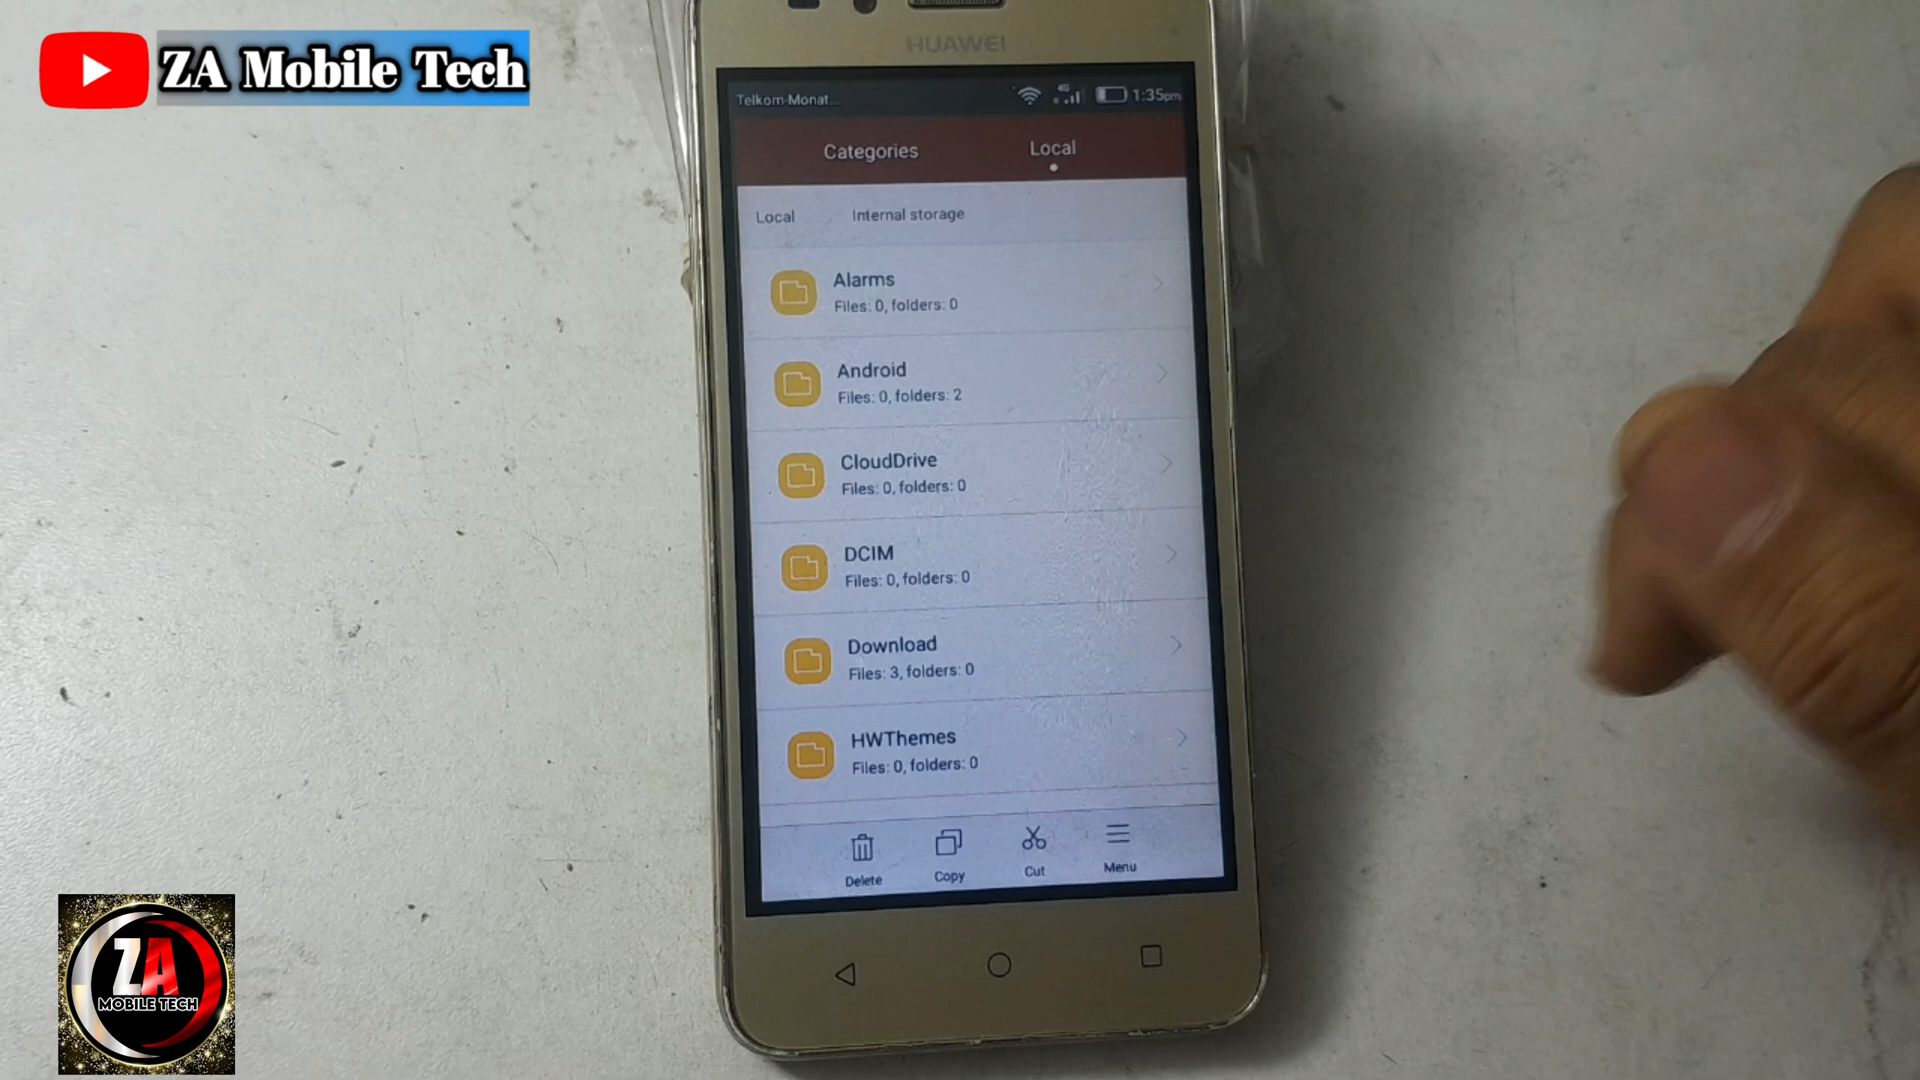 ZA Mobile Tech
HUAWEI
Telkom-Monat...
4G
1:35pm
Categories
Local
Local
Internal storage
Alarms
Files: 0, folders: 0
Android
Files: 0, folders: 2
CloudDrive
Files: 0, folders: 0
DCIM
Files: 0, folders: 0
Download
Files: 3, folders: 0
HWThemes
Files: 0, folders: 0
Delete
Copy
Cut
Menu
ZA
MOBILE TECH